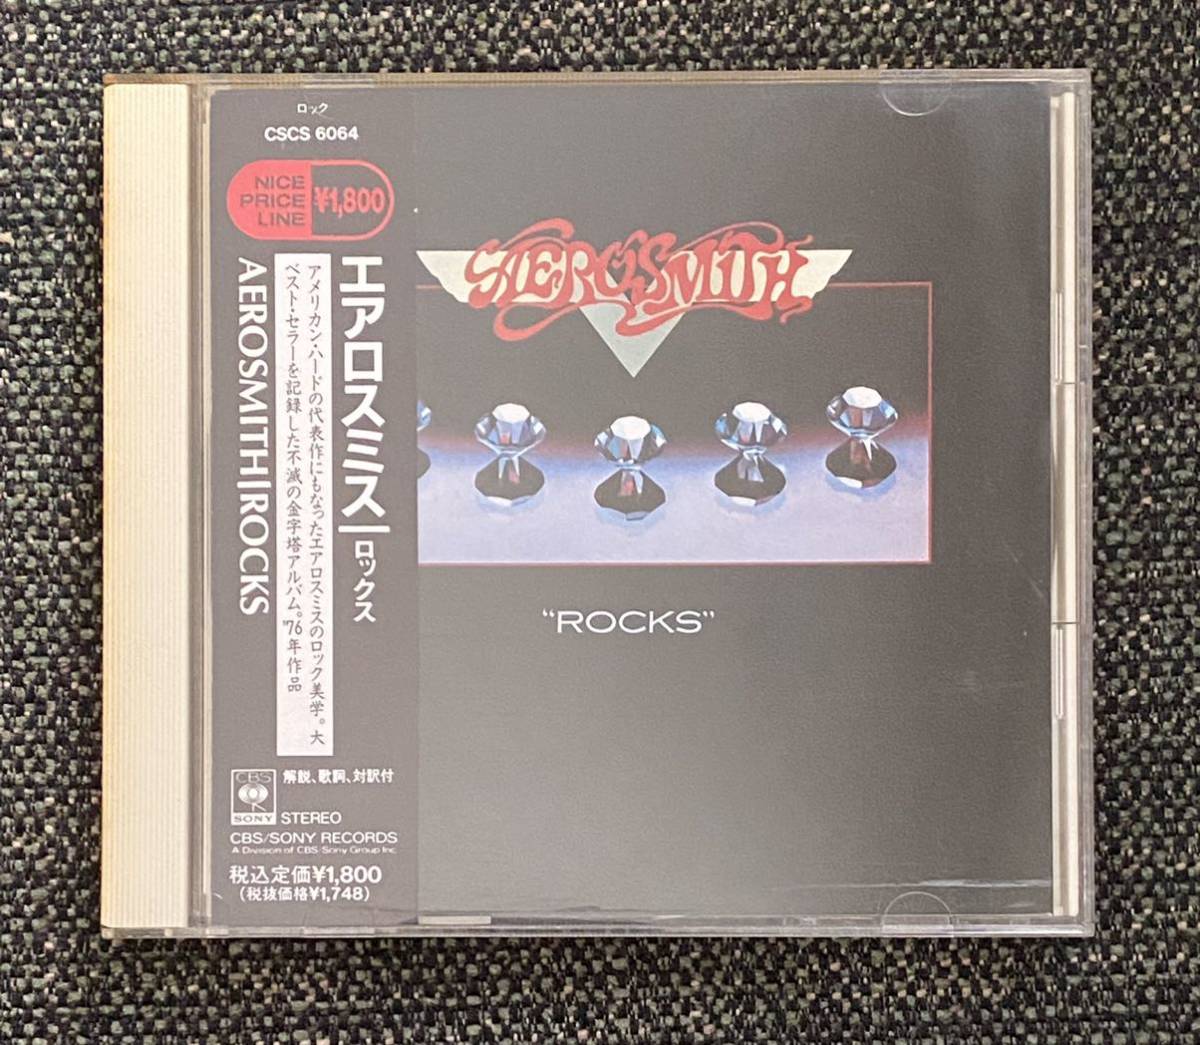 ロック
CSCS 6064
NICE
PRICE
LINE
¥1,800
エアロスミス|ロックス
アメリカン・ハードの代表作にもなったエアロスミスのロック美学。大
ベスト・セラーを記録した不滅の金字塔アルバム。'76年作品
AEROSMITH|ROCKS
CBS
SONY
解説、歌詞、対訳付
STEREO
CBS/SONY RECORDS
A Division of CBS/Sony Group Inc.
税込定価¥1,800
(税抜価格¥1,748)
AEROSMITH
“ROCKS”